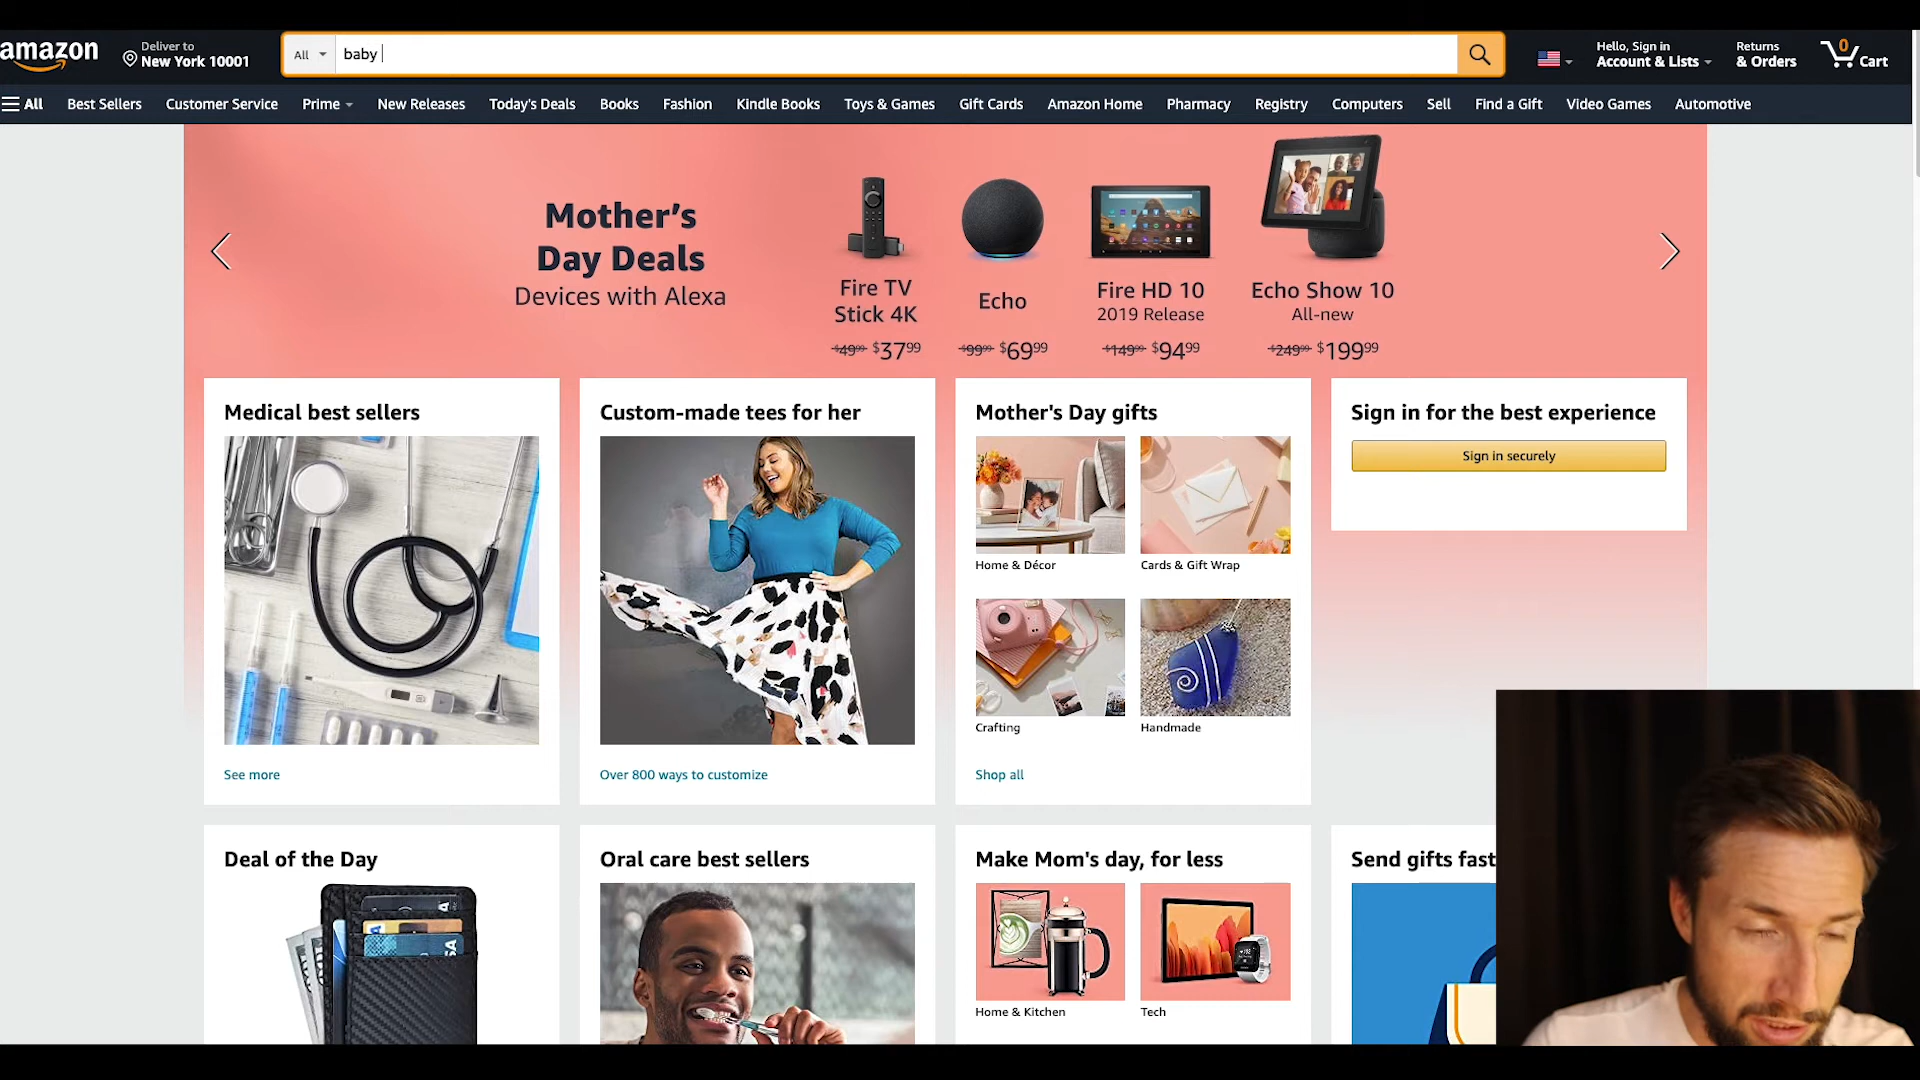 amazon
Deliver to
New York 10001
All
baby
Hello, Sign in
Account & Lists
Returns
& Orders
0
Cart
All
Best Sellers
Customer Service
Prime
New Releases
Today's Deals
Books
Fashion
Kindle Books
Toys & Games
Gift Cards
Amazon Home
Pharmacy
Registry
Computers
Sell
Find a Gift
Video Games
Automotive
Mother's
Day Deals
Devices with Alexa
Fire TV
Stick 4K
$49.99 $37.99
Echo
$99.99 $69.99
Fire HD 10
2019 Release
$149.99 $94.99
Echo Show 10
All-new
$249.99 $199.99
Medical best sellers
See more
Custom-made tees for her
Over 800 ways to customize
Mother's Day gifts
Home & Décor
Cards & Gift Wrap
Crafting
Handmade
Shop all
Sign in for the best experience
Sign in securely
Deal of the Day
VISA
Oral care best sellers
Make Mom's day, for less
Home & Kitchen
Tech
Send gifts fast